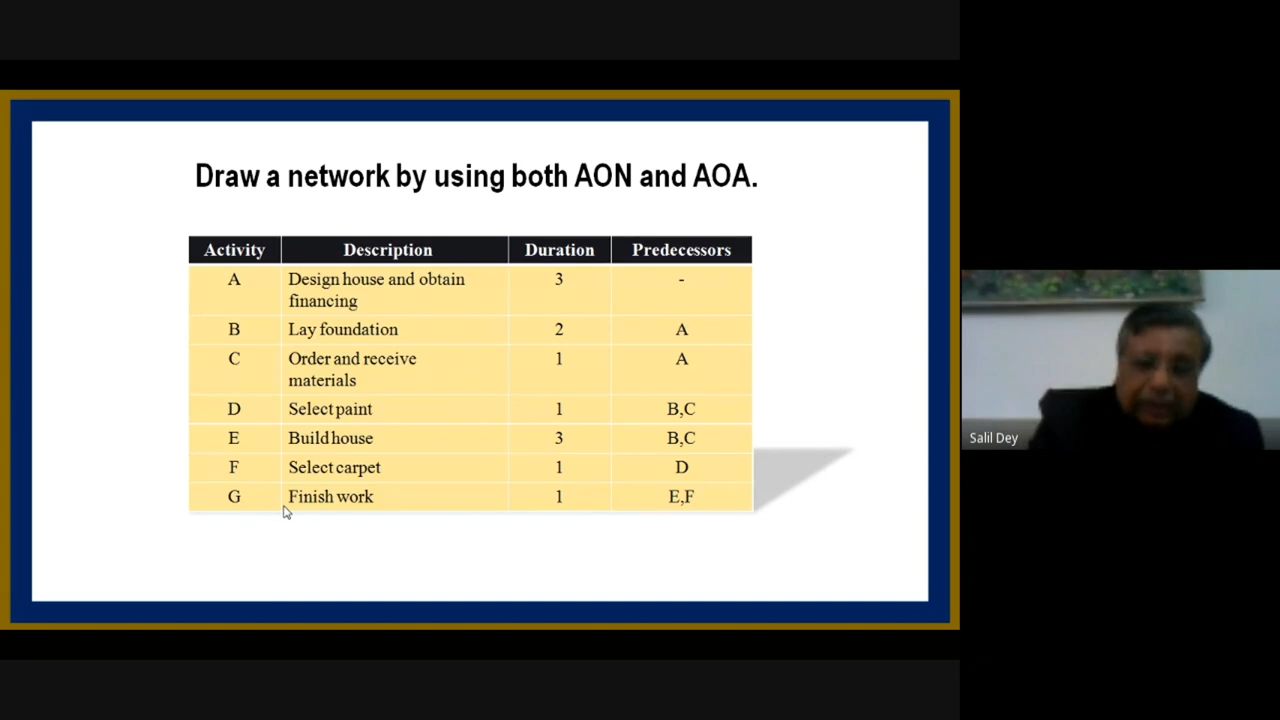 Draw a network by using both AON and AOA.
Activity Description Duration Predecessors
A Design house and obtain financing 3 -
B Lay foundation 2 A
C Order and receive materials 1 A
D Select paint 1 B,C
E Build house 3 B,C
F Select carpet 1 D
G Finish work 1 E,F
Salil Dey